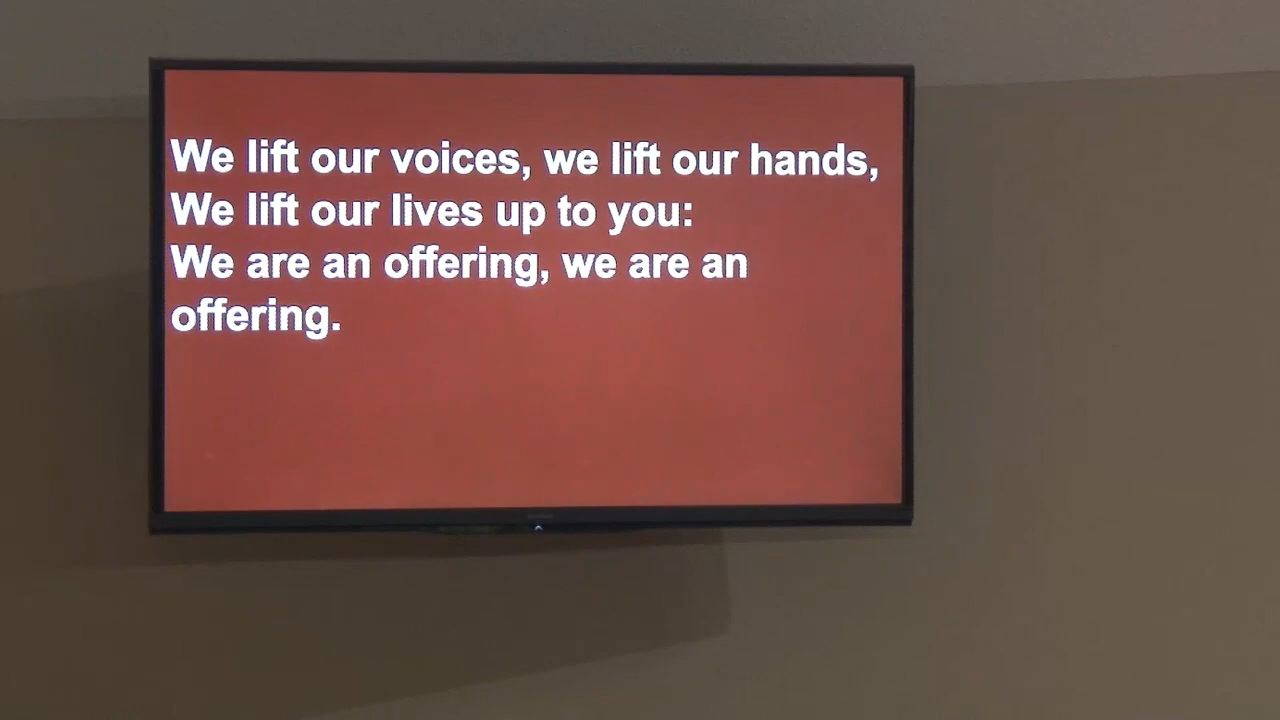 We lift our voices, we lift our hands,
We lift our lives up to you:
We are an offering, we are an
offering.